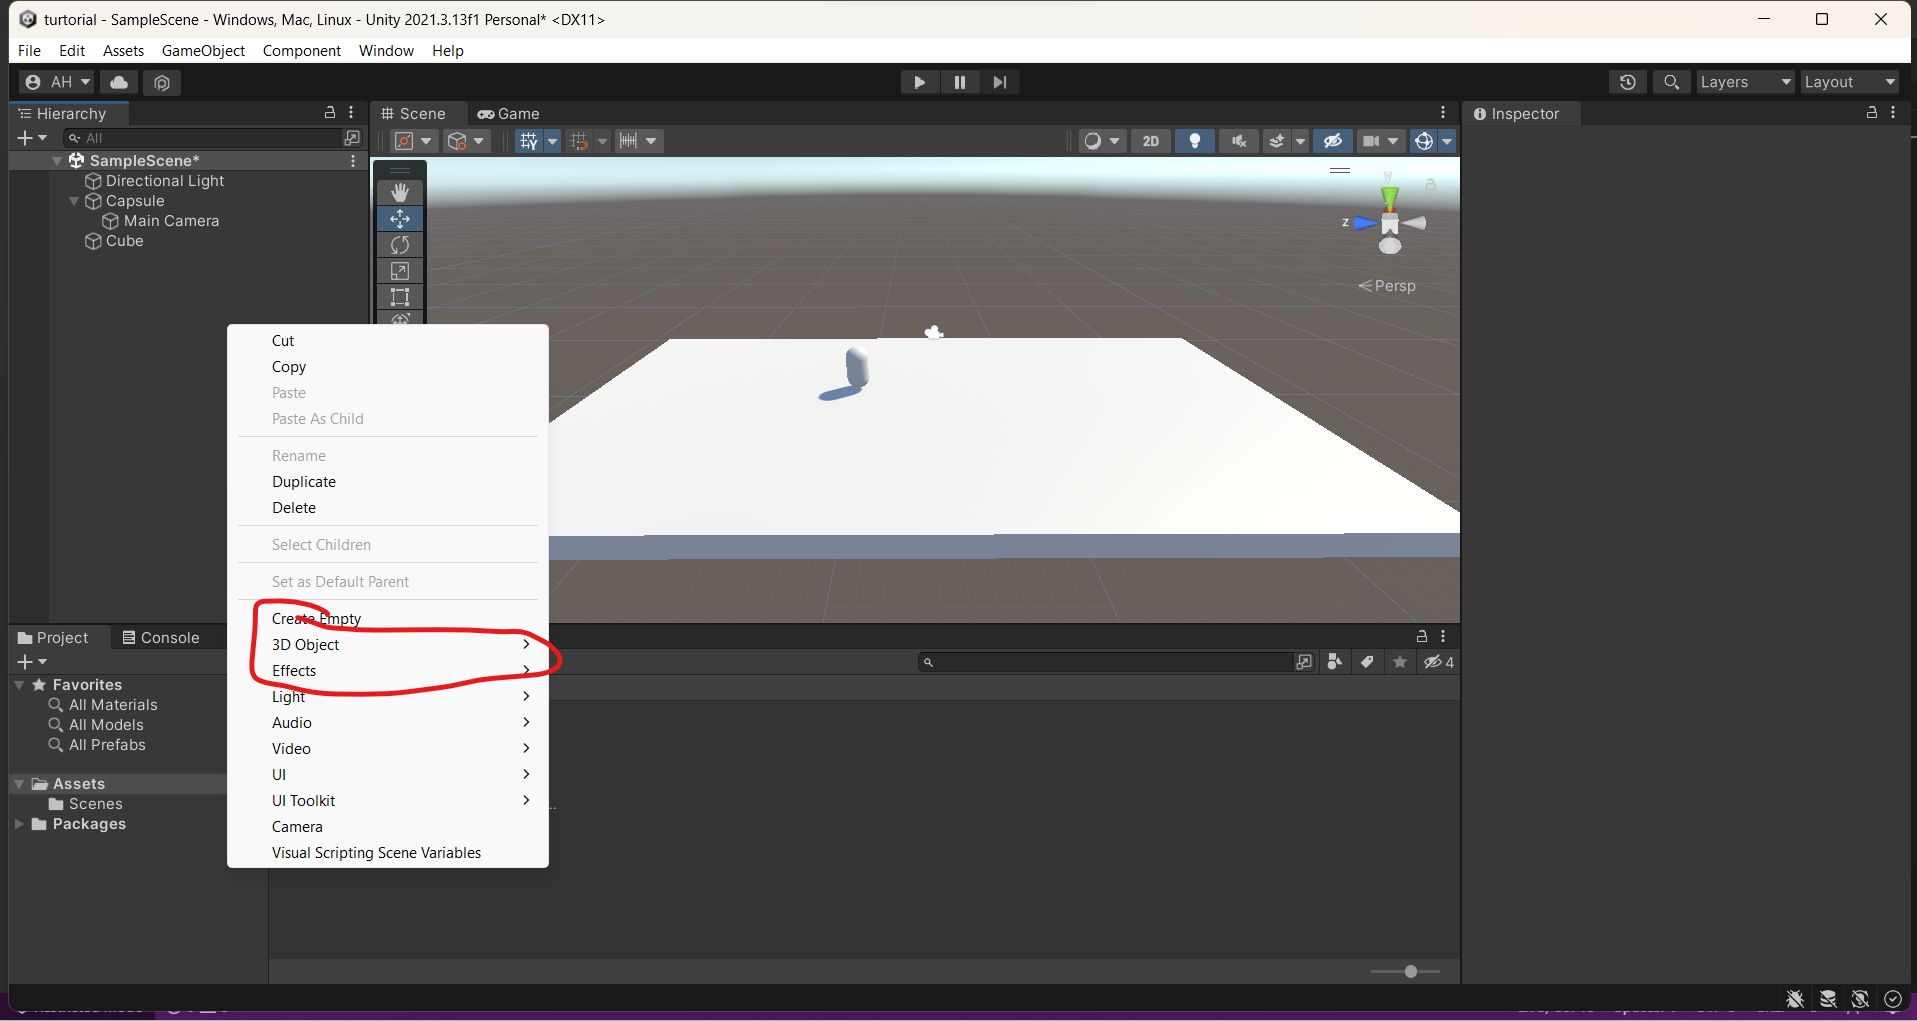 turtorial - SampleScene - Windows, Mac, Linux - Unity 2021.3.13f1 Personal* <DX11>
File Edit Assets GameObject Component Window Help
AH
Layers
Layout
Hierarchy
All
SampleScene*
Directional Light
Capsule
Main Camera
Cube
Scene
Game
2D
y
z
Persp
Inspector
Cut
Copy
Paste
Paste As Child
Rename
Duplicate
Delete
Select Children
Set as Default Parent
Create Empty
3D Object
Effects
Light
Audio
Video
UI
UI Toolkit
Camera
Visual Scripting Scene Variables
Project
Console
4
Favorites
All Materials
All Models
All Prefabs
Assets
Scenes
Packages